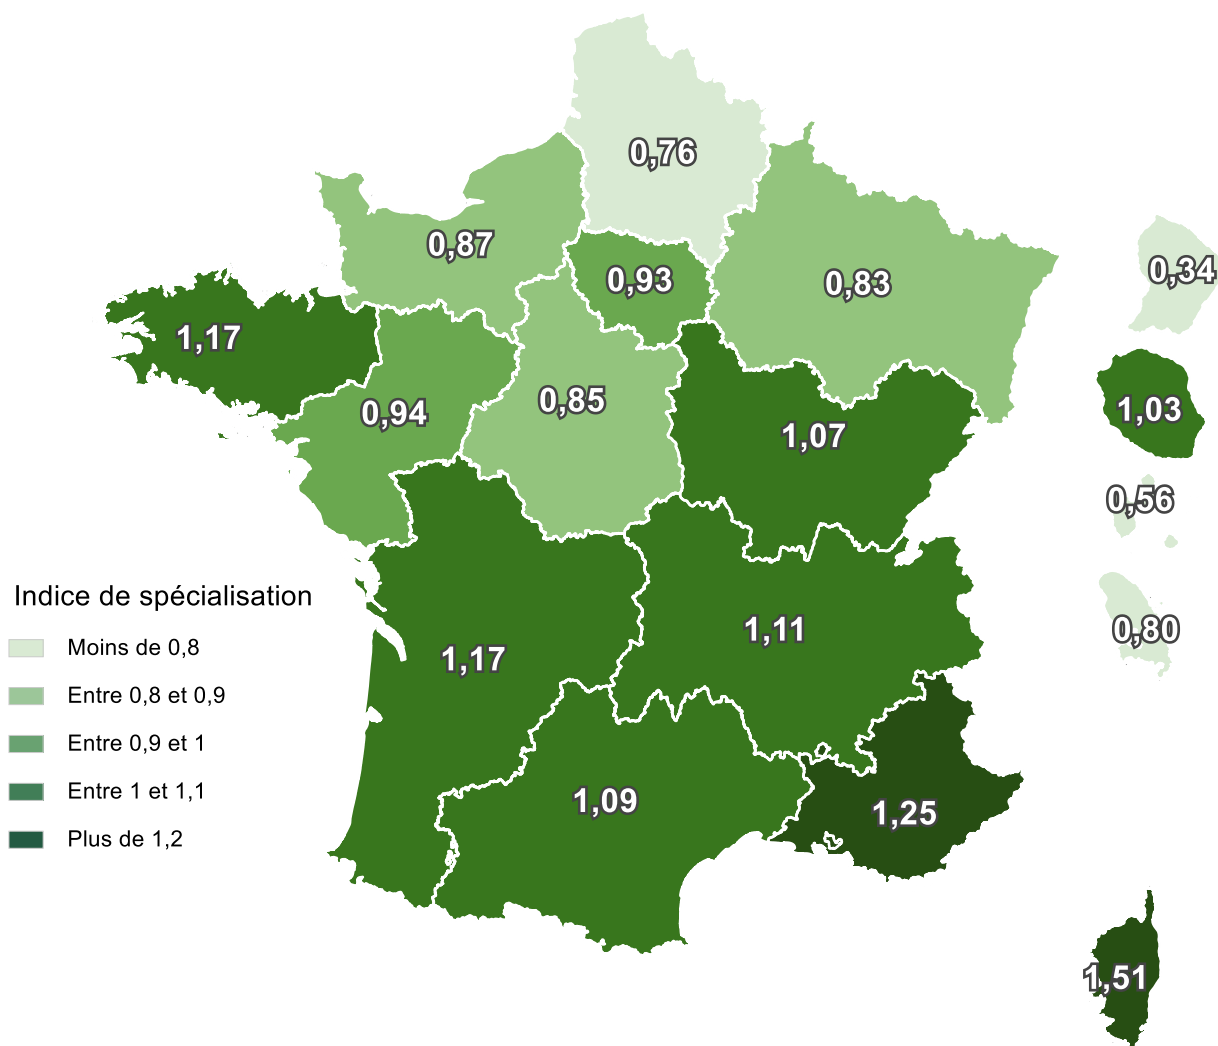 0,76
0,87
0,93
0,83
0,34
1,17
0,94
0,85
1,07
1,03
0,56
1,17
1,11
0,80
1,09
1,25
1,51
Indice de spécialisation
Moins de 0,8
Entre 0,8 et 0,9
Entre 0,9 et 1
Entre 1 et 1,1
Plus de 1,2